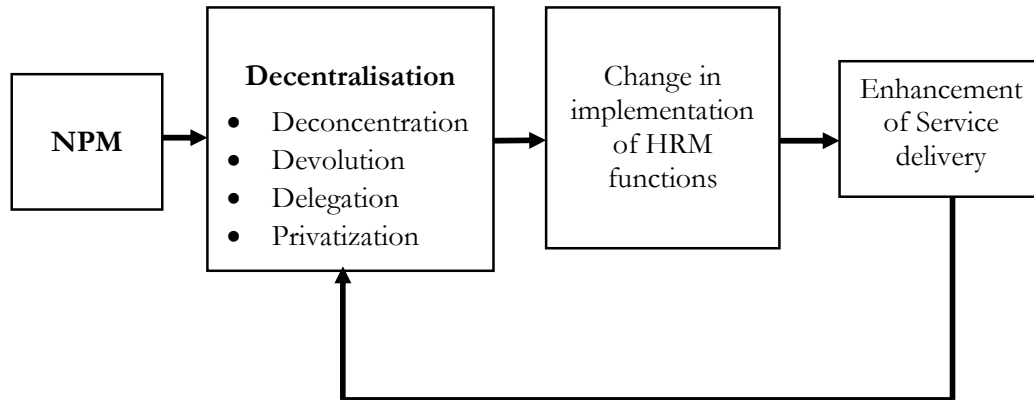 NPM
Decentralisation
• Deconcentration
• Devolution
• Delegation
• Privatization
Change in
implementation
of HRM
functions
Enhancement
of Service
delivery